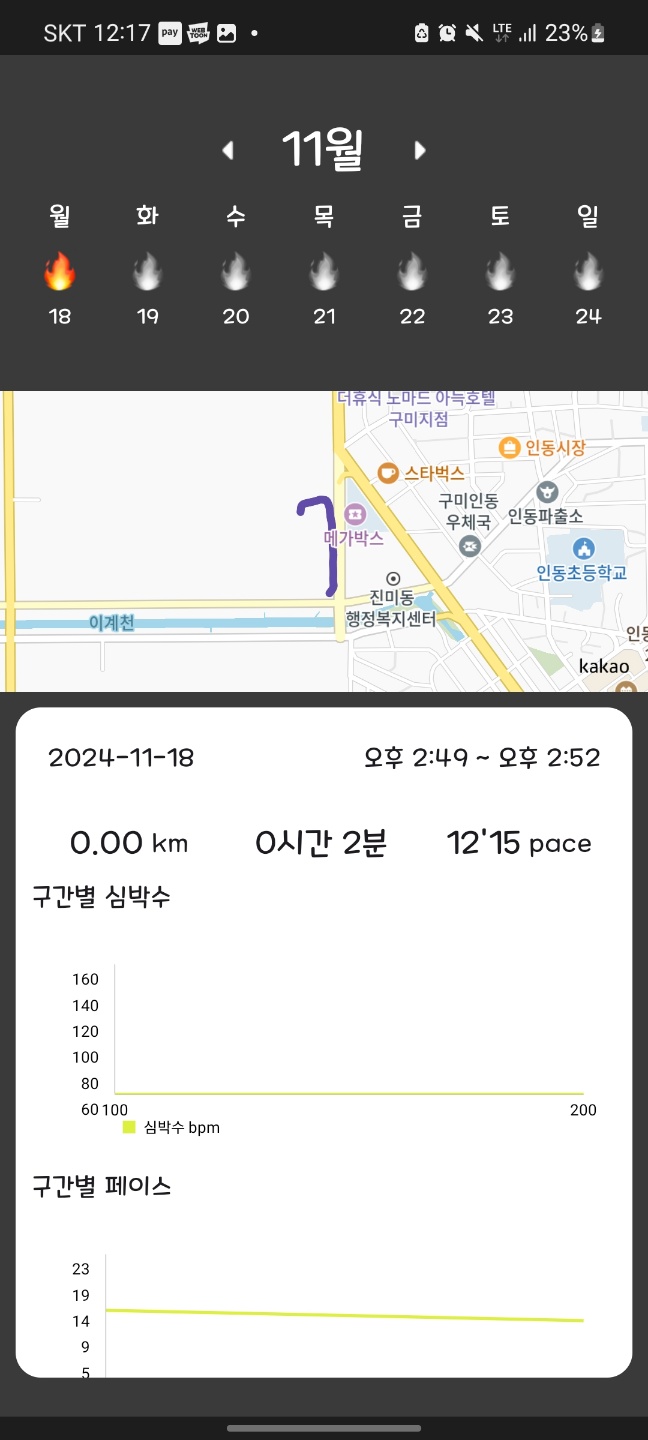 SKT 12:17 pay WEB TOON LTE 23%
11월
월 화 수 목 금 토 일
18 19 20 21 22 23 24
더휴식 노마드 아늑호텔
구미지점
인동시장
스타벅스
구미인동
우체국
인동파출소
메가박스
인동초등학교
진미동
행정복지센터
이계천
kakao
2024-11-18 오후 2:49 ~ 오후 2:52
0.00 km 0시간 2분 12'15 pace
구간별 심박수
160
140
120
100
80
60 100 200
심박수 bpm
구간별 페이스
23
19
14
9
5